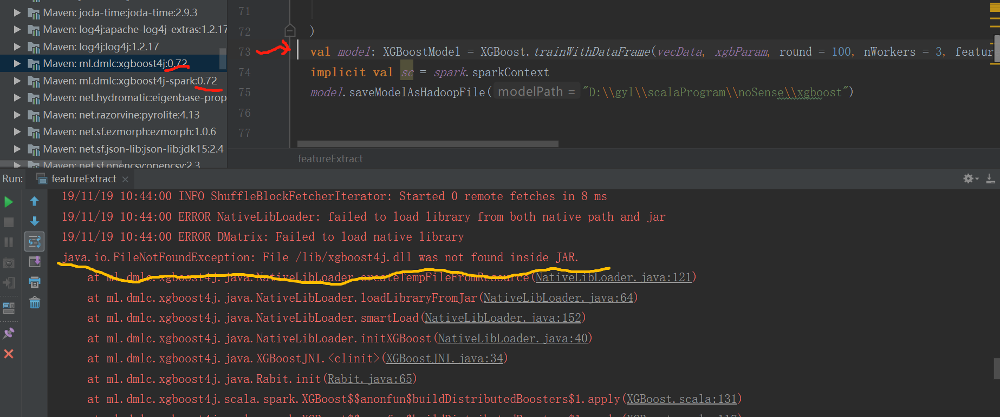 Maven: joda-time:joda-time:2.9.3
Maven: log4j:apache-log4j-extras:1.2.17
Maven: log4j:log4j:1.2.17
Maven: ml.dmlc:xgboost4j:0.72
Maven: ml.dmlc:xgboost4j-spark:0.72
Maven: net.hydromatic:eigenbase-prop
Maven: net.razorvine:pyrolite:4.13
Maven: net.sf.ezmorph:ezmorph:1.0.6
Maven: net.sf.json-lib:json-lib:jdk15:2.4
Maven: net.sf.opencsv:opencsv:2.3
71
72 )
73 val model: XGBoostModel = XGBoost.trainWithDataFrame(vecData, xgbParam, round = 100, nWorkers = 3, featur
74 implicit val sc = spark.sparkContext
75 model.saveModelAsHadoopFile( modelPath = "D:\\gyl\\scalaProgram\\noSense\\xgboost")
76
77
featureExtract
Run: featureExtract
19/11/19 10:44:00 INFO ShuffleBlockFetcherIterator: Started 0 remote fetches in 8 ms
19/11/19 10:44:00 ERROR NativeLibLoader: failed to load library from both native path and jar
19/11/19 10:44:00 ERROR DMatrix: Failed to load native library
java.io.FileNotFoundException: File /lib/xgboost4j.dll was not found inside JAR.
at ml.dmlc.xgboost4j.java.NativeLibLoader.createTempFileFromResource(NativeLibLoader.java:121)
at ml.dmlc.xgboost4j.java.NativeLibLoader.loadLibraryFromJar(NativeLibLoader.java:64)
at ml.dmlc.xgboost4j.java.NativeLibLoader.smartLoad(NativeLibLoader.java:152)
at ml.dmlc.xgboost4j.java.NativeLibLoader.initXGBoost(NativeLibLoader.java:40)
at ml.dmlc.xgboost4j.java.XGBoostJNI.<clinit>(XGBoostJNI.java:34)
at ml.dmlc.xgboost4j.java.Rabit.init(Rabit.java:65)
at ml.dmlc.xgboost4j.scala.spark.XGBoost$$anonfun$buildDistributedBoosters$1.apply(XGBoost.scala:131)